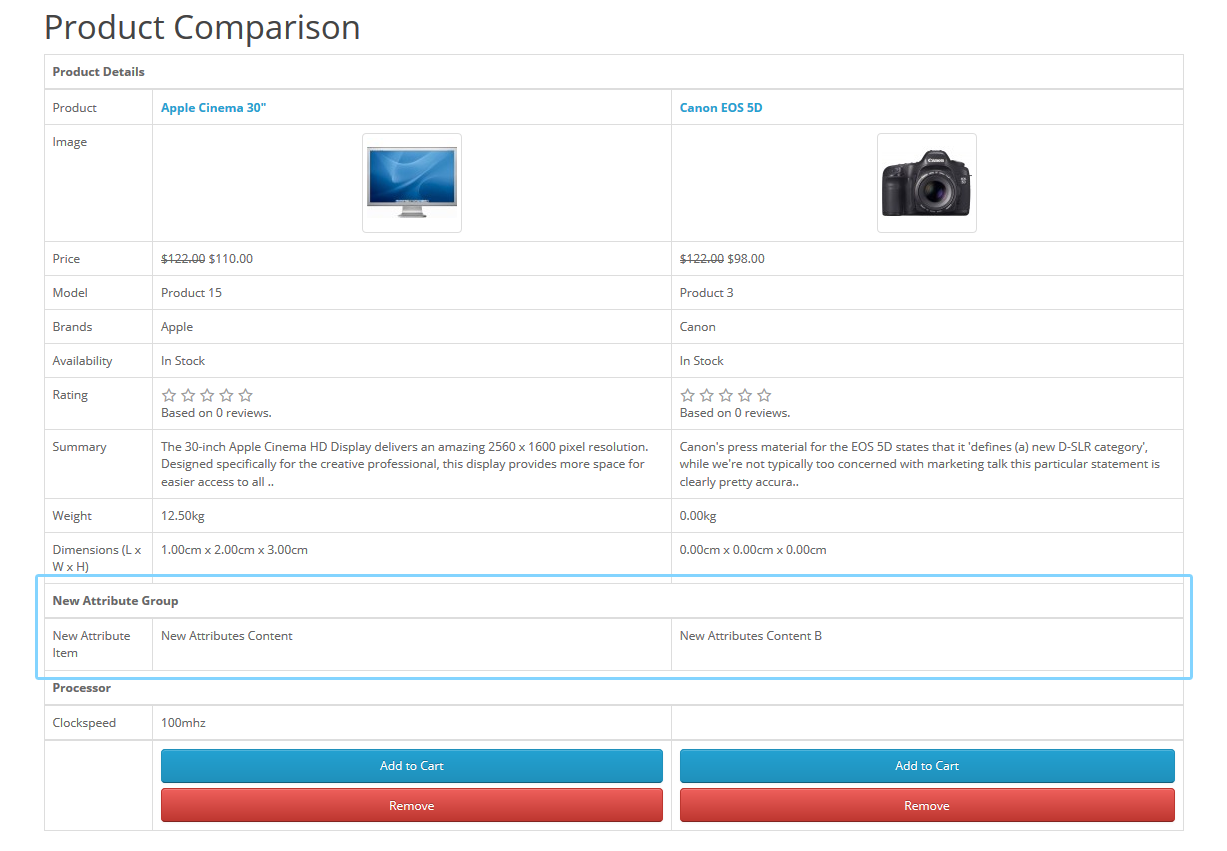 Product Comparison
Product Details
Product Apple Cinema 30" Canon EOS 5D
Image
Canon
Price $122.00 $110.00 $122.00 $98.00
Model Product 15 Product 3
Brands Apple Canon
Availability In Stock In Stock
Rating
Based on 0 reviews. Based on 0 reviews.
Summary The 30-inch Apple Cinema HD Display delivers an amazing 2560 x 1600 pixel resolution. Canon's press material for the EOS 5D states that it 'defines (a) new D-SLR category',
Designed specifically for the creative professional, this display provides more space for while we're not typically too concerned with marketing talk this particular statement is
easier access to all .. clearly pretty accura..
Weight 12.50kg 0.00kg
Dimensions (L x 1.00cm x 2.00cm x 3.00cm 0.00cm x 0.00cm x 0.00cm
W x H)
New Attribute Group
New Attribute New Attributes Content New Attributes Content B
Item
Processor
Clockspeed 100mhz
Add to Cart Add to Cart
Remove Remove